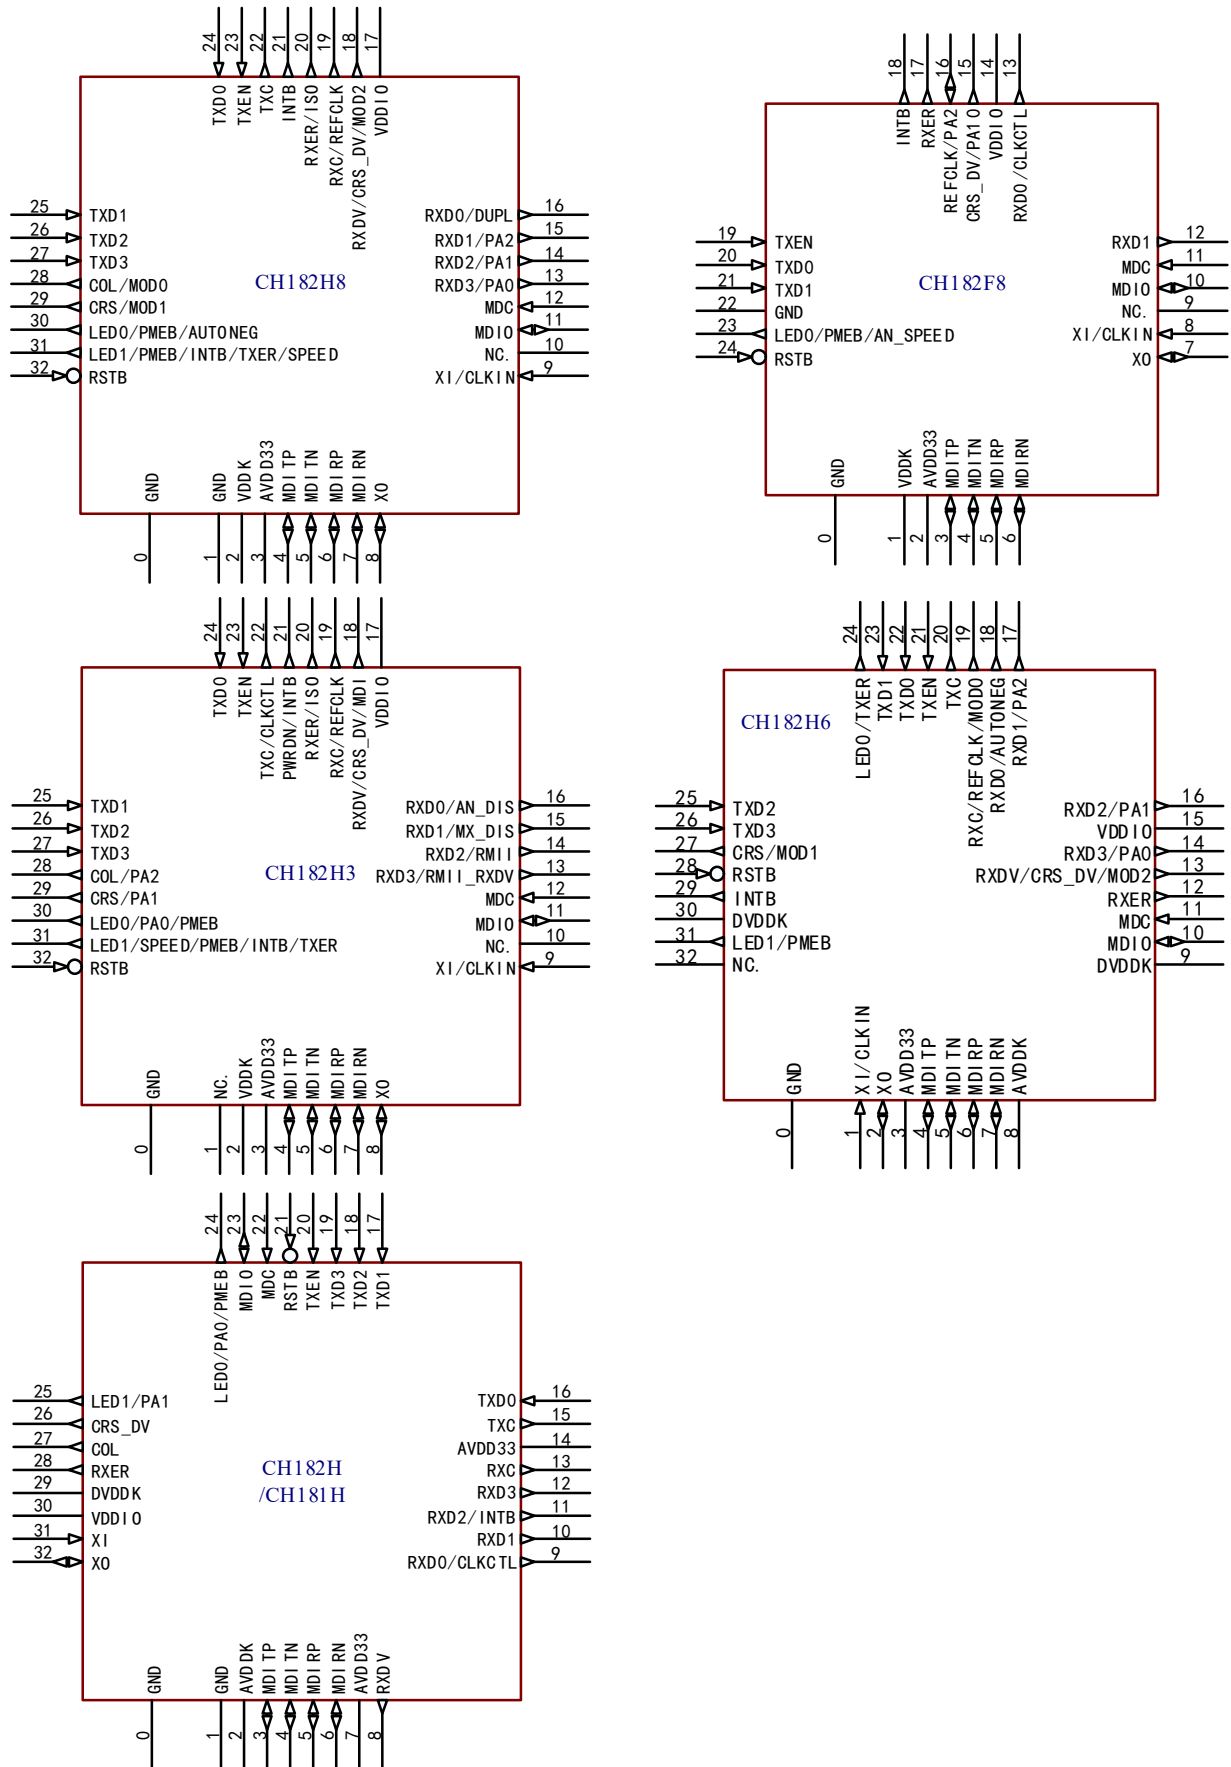 24 23 22 21 20 19 18 17
TXD0
TXEN
TXC
INTB
RXER/ISO
RXC/REFCLK
RXDV/CRS_DV/MOD2
VDDIO
25 TXD1
26 TXD2
27 TXD3
28 COL/MOD0
29 CRS/MOD1
30 LED0/PMEB/AUTONEG
31 LED1/PMEB/INTB/TXER/SPEED
32 RSTB
CH182H8
RXD0/DUPL 16
RXD1/PA2 15
RXD2/PA1 14
RXD3/PA0 13
MDC 12
MDIO 11
NC. 10
XI/CLKIN 9
GND
GND
VDDK
AVDD33
MDITP
MDITN
MDIRP
MDIRN
XO
0 1 2 3 4 5 6 7 8
18 17 16 15 14 13
INTB
RXER
REFCLK/PA2
CRS_DV/PA10
VDDIO
RXD0/CLKCTL
19 TXEN
20 TXD0
21 TXD1
22 GND
23 LED0/PMEB/AN_SPEED
24 RSTB
CH182F8
RXD1 12
MDC 11
MDIO 10
NC. 9
XI/CLKIN 8
XO 7
GND
VDDK
AVDD33
MDITP
MDITN
MDIRP
MDIRN
0 1 2 3 4 5 6
24 23 22 21 20 19 18 17
TXD0
TXEN
TXC/CLKCTL
PWRDN/INTB
RXER/ISO
RXC/REFCLK
RXDV/CRS_DV/MDI
VDDIO
25 TXD1
26 TXD2
27 TXD3
28 COL/PA2
29 CRS/PA1
30 LED0/PA0/PMEB
31 LED1/SPEED/PMEB/INTB/TXER
32 RSTB
CH182H3
RXD0/AN_DIS 16
RXD1/MX_DIS 15
RXD2/RMII 14
RXD3/RMII_RXDV 13
MDC 12
MDIO 11
NC. 10
XI/CLKIN 9
GND
NC.
VDDK
AVDD33
MDITP
MDITN
MDIRP
MDIRN
XO
0 1 2 3 4 5 6 7 8
24 23 22 21 20 19 18 17
LED0/TXER
TXD1
TXD0
TXEN
TXC
RXC/REFCLK/MOD0
RXD0/AUTONEG
RXD1/PA2
CH182H6
25 TXD2
26 TXD3
27 CRS/MOD1
28 RSTB
29 INTB
30 DVDDK
31 LED1/PMEB
32 NC.
RXD2/PA1 16
VDDIO 15
RXD3/PA0 14
RXDV/CRS_DV/MOD2 13
RXER 12
MDC 11
MDIO 10
DVDDK 9
GND
XI/CLKIN
XO
AVDD33
MDITP
MDITN
MDIRP
MDIRN
AVDDK
0 1 2 3 4 5 6 7 8
24 23 22 21 20 19 18 17
LED0/PA0/PMEB
MDIO
MDC
RSTB
TXEN
TXD3
TXD2
TXD1
25 LED1/PA1
26 CRS_DV
27 COL
28 RXER
29 DVDDK
30 VDDIO
31 XI
32 XO
CH182H
/CH181H
TXD0 16
TXC 15
AVDD33 14
RXC 13
RXD3 12
RXD2/INTB 11
RXD1 10
RXD0/CLKCTL 9
GND
GND
AVDDK
MDITP
MDITN
MDIRP
MDIRN
AVDD33
RXDV
0 1 2 3 4 5 6 7 8